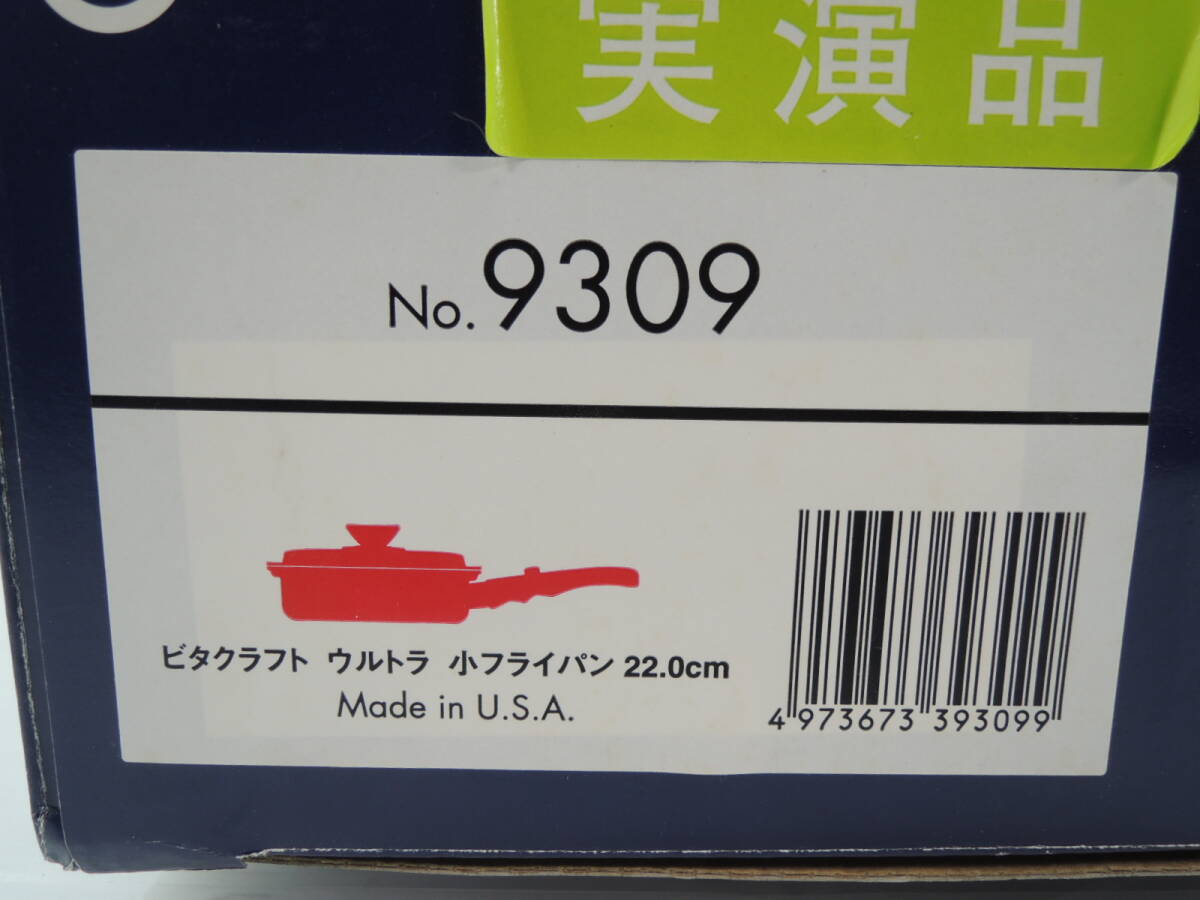 実演品
No. 9309
ビタクラフト ウルトラ 小フライパン 22.0cm
Made in U.S.A.
4 973673 393099